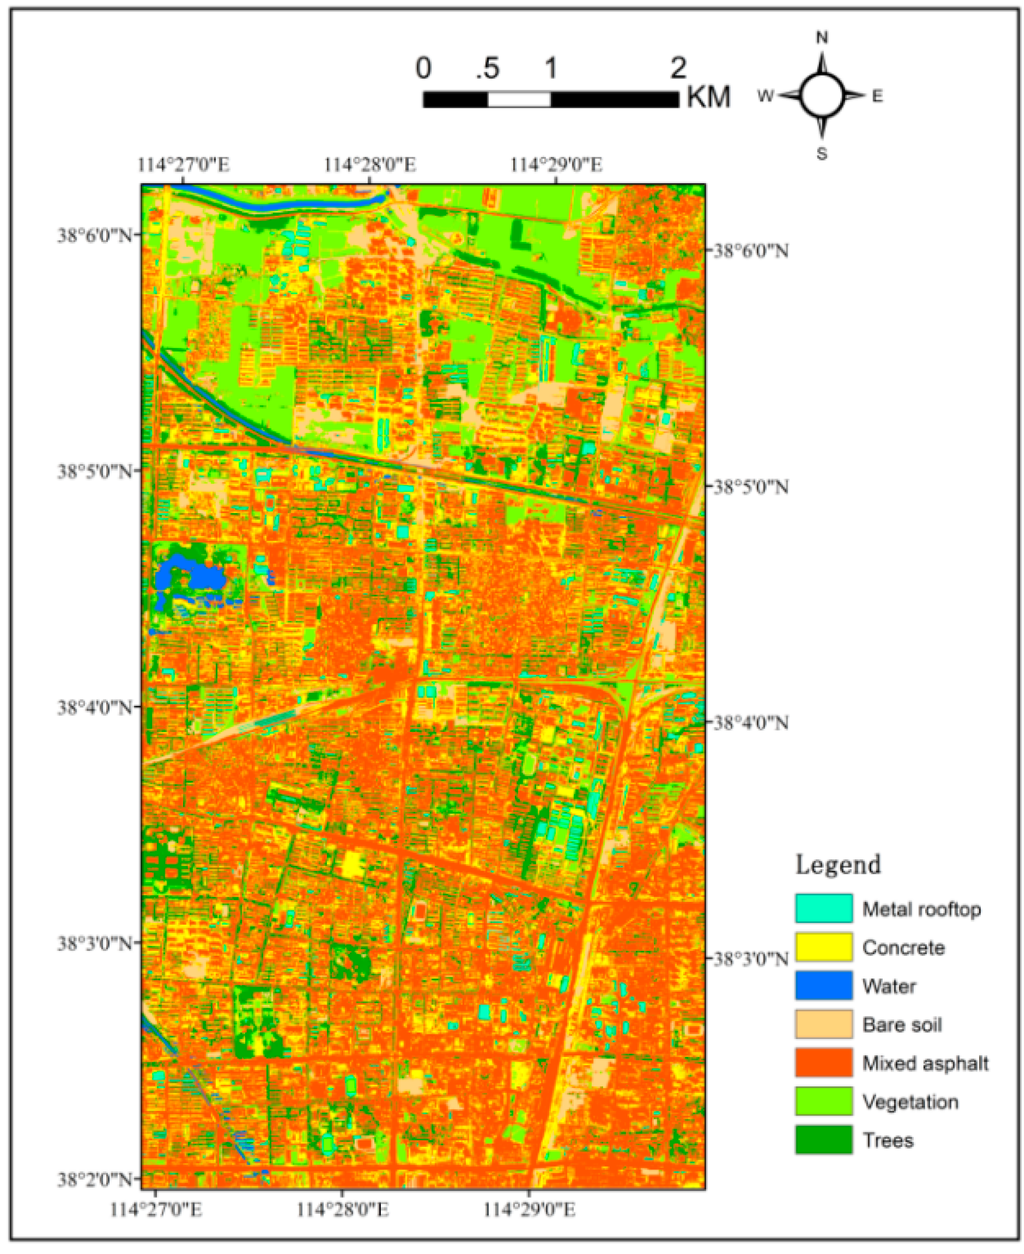 N
0 .5 1 2
KM
W E
S
114°27'0"E 114°28'0"E 114°29'0"E
38°6'0"N
38°6'0"N
38°5'0"N
38°5'0"N
38°4'0"N
38°4'0"N
Legend
Metal rooftop
Concrete
38°3'0"N
38°3'0"N
Water
Bare soil
Mixed asphalt
Vegetation
Trees
38°2'0"N
114°27'0"E 114°28'0"E 114°29'0"E